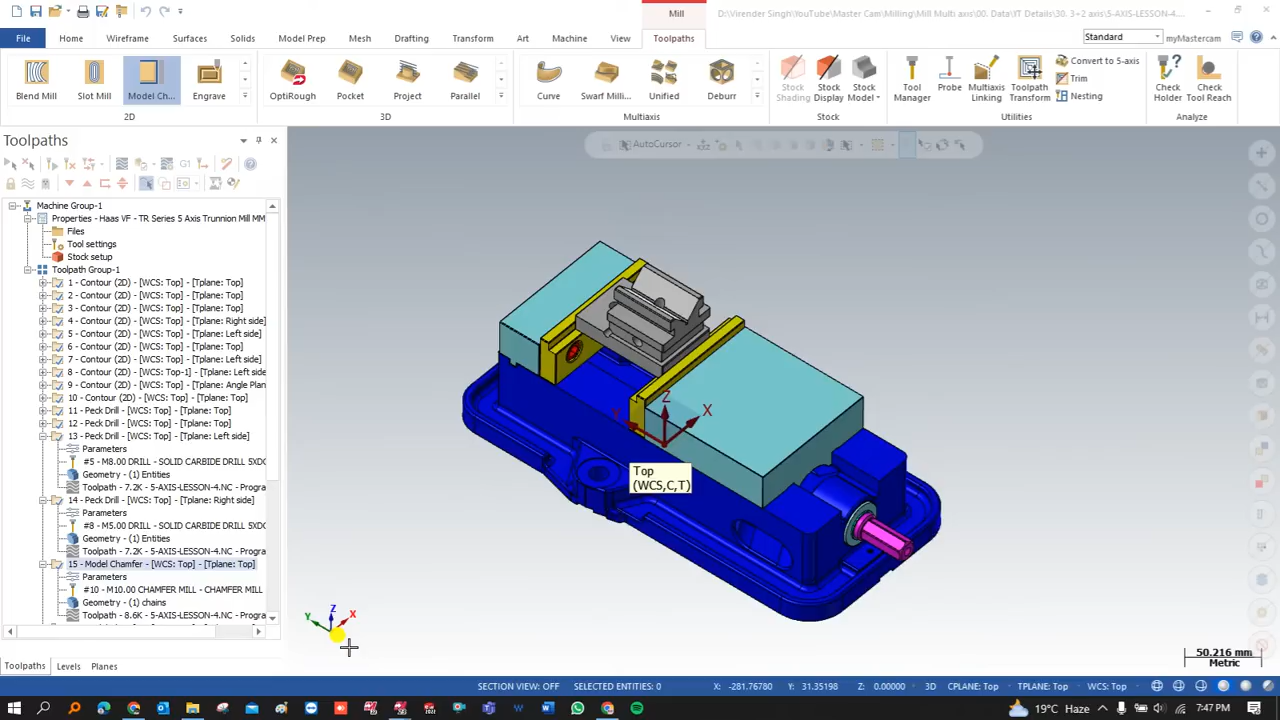 Mill
D:\Virender Singh\YouTube\Master Cam\Milling\Mill Multi axis\00. Data\YT Details\30. 3+2 axis\5-AXIS-LESSON-4....
File Home Wireframe Surfaces Solids Model Prep Mesh Drafting Transform Art Machine View Toolpaths
Standard
myMastercam
Blend Mill
Slot Mill
Model Ch...
Engrave
OptiRough
Pocket
Project
Parallel
Curve
Swarf Milli...
Unified
Deburr
Stock
Shading
Stock
Display
Stock
Model
Tool
Manager
Probe
Multiaxis
Linking
Toolpath
Transform
Convert to 5-axis
Trim
Nesting
Check
Holder
Check
Tool Reach
2D
3D
Multiaxis
Stock
Utilities
Analyze
Toolpaths
G1
AutoCursor
Machine Group-1
Properties - Haas VF - TR Series 5 Axis Trunnion Mill MM
Files
Tool settings
Stock setup
Toolpath Group-1
1 - Contour (2D) - [WCS: Top] - [Tplane: Top]
2 - Contour (2D) - [WCS: Top] - [Tplane: Top]
3 - Contour (2D) - [WCS: Top] - [Tplane: Top]
4 - Contour (2D) - [WCS: Top] - [Tplane: Right side]
5 - Contour (2D) - [WCS: Top] - [Tplane: Left side]
6 - Contour (2D) - [WCS: Top] - [Tplane: Top]
7 - Contour (2D) - [WCS: Top] - [Tplane: Left side]
8 - Contour (2D) - [WCS: Top-1] - [Tplane: Left
9 - Contour (2D) - [WCS: Top] - [Tplane: Angle Plan
10 - Contour (2D) - [WCS: Top] - [Tplane: Top]
11 - Peck Drill - [WCS: Top] - [Tplane: Top]
12 - Peck Drill - [WCS: Top] - [Tplane: Top]
13 - Peck Drill - [WCS: Top] - [Tplane: Left side]
Parameters
#5 - M8.00 DRILL - SOLID CARBIDE DRILL 5XDC
Geometry - (1) Entities
Toolpath - 7.2K - 5-AXIS-LESSON-4.NC - Progra
14 - Peck Drill - [WCS: Top] - [Tplane: Right side]
Parameters
#8 - M5.00 DRILL - SOLID CARBIDE DRILL 5XDC
Geometry - (1) Entities
Toolpath - 7.2K - 5-AXIS-LESSON-4.NC - Progra
15 - Model Chamfer - [WCS: Top] - [Tplane: Top]
Parameters
#10 - M10.00 CHAMFER MILL - CHAMFER MILL
Geometry - (1) chains
Toolpath - 8.6K - 5-AXIS-LESSON-4.NC - Progra
Z
X
Y
Top
(WCS,C,T)
Z
X
Y
50.216 mm
Metric
Toolpaths Levels Planes
SECTION VIEW: OFF SELECTED ENTITIES: 0 X: -281.76780 Y: 31.35198 Z: 0.00000 3D CPLANE: Top TPLANE: Top WCS: Top
19°C Haze
7:47 PM